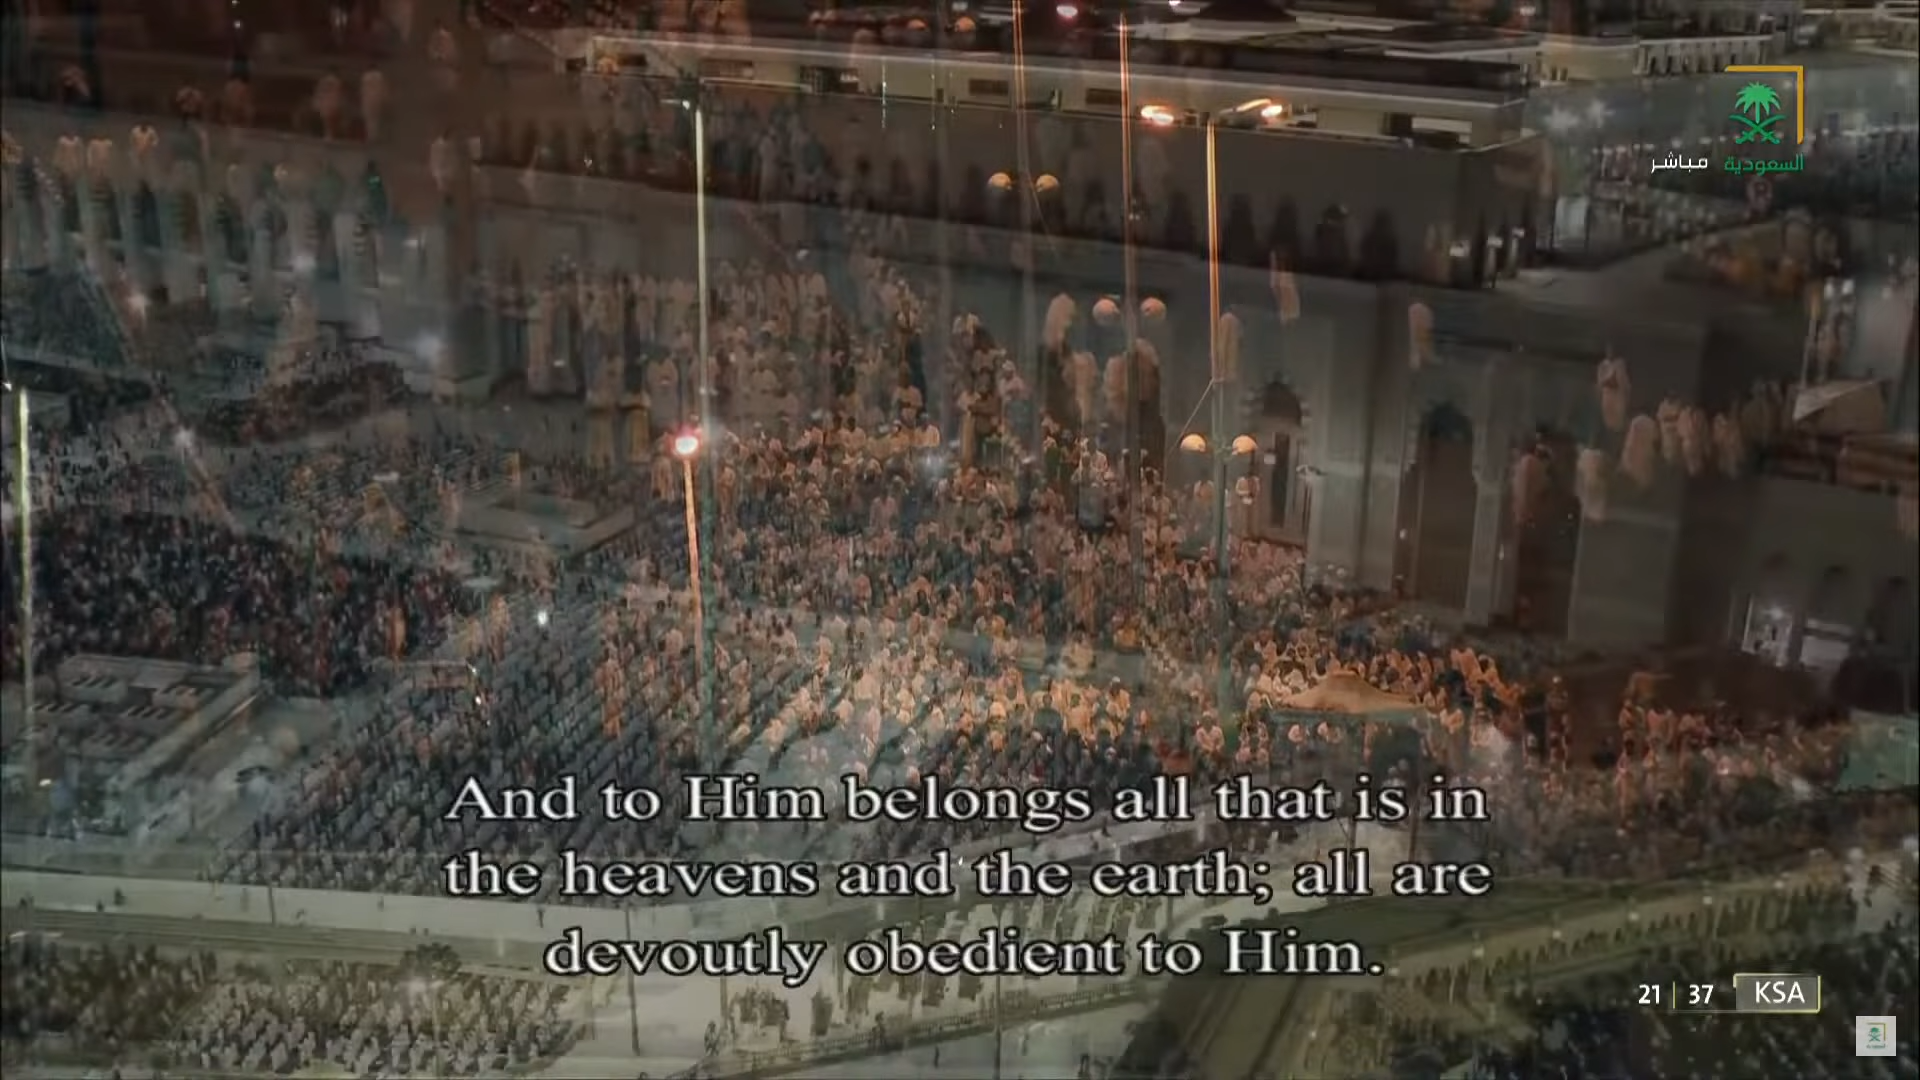 السعودية مباشر
And to Him belongs all that is in
the heavens and the earth; all are
devoutly obedient to Him.
21 | 37 KSA